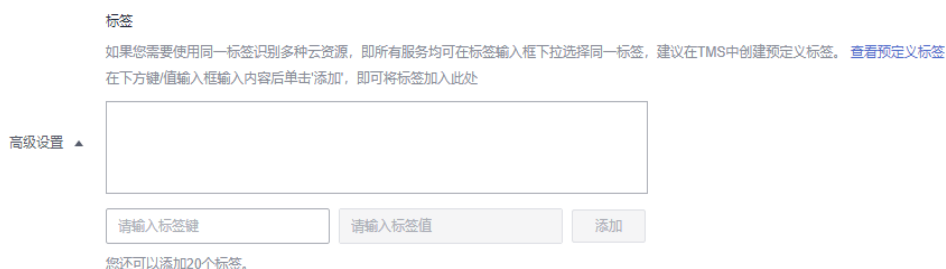 标签
如果您需要使用同一标签识别多种云资源，即所有服务均可在标签输入框下拉选择同一标签，建议在TMS中创建预定义标签。 查看预定义标签
在下方键/值输入框输入内容后单击'添加'，即可将标签加入此处
高级设置
请输入标签键 请输入标签值 添加
您还可以添加20个标签。